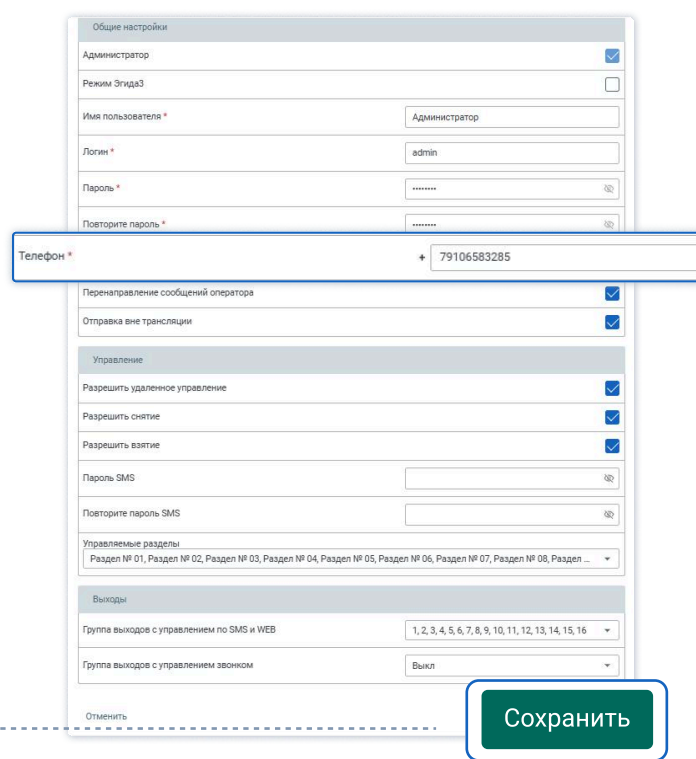 Общие настройки
Администратор
Режим Эгида3
Имя пользователя * Администратор
Логин * admin
Пароль * ••••••••
Повторите пароль * ••••••••
Телефон * + 79106583285
Перенаправление сообщений оператора
Отправка вне трансляции
Управление
Разрешить удаленное управление
Разрешить снятие
Разрешить взятие
Пароль SMS
Повторите пароль SMS
Управляемые разделы
Раздел № 01, Раздел № 02, Раздел № 03, Раздел № 04, Раздел № 05, Раздел № 06, Раздел № 07, Раздел № 08, Раздел ...
Выходы
Группа выходов с управлением по SMS и WEB 1, 2, 3, 4, 5, 6, 7, 8, 9, 10, 11, 12, 13, 14, 15, 16
Группа выходов с управлением звонком Выкл
Отменить Сохранить